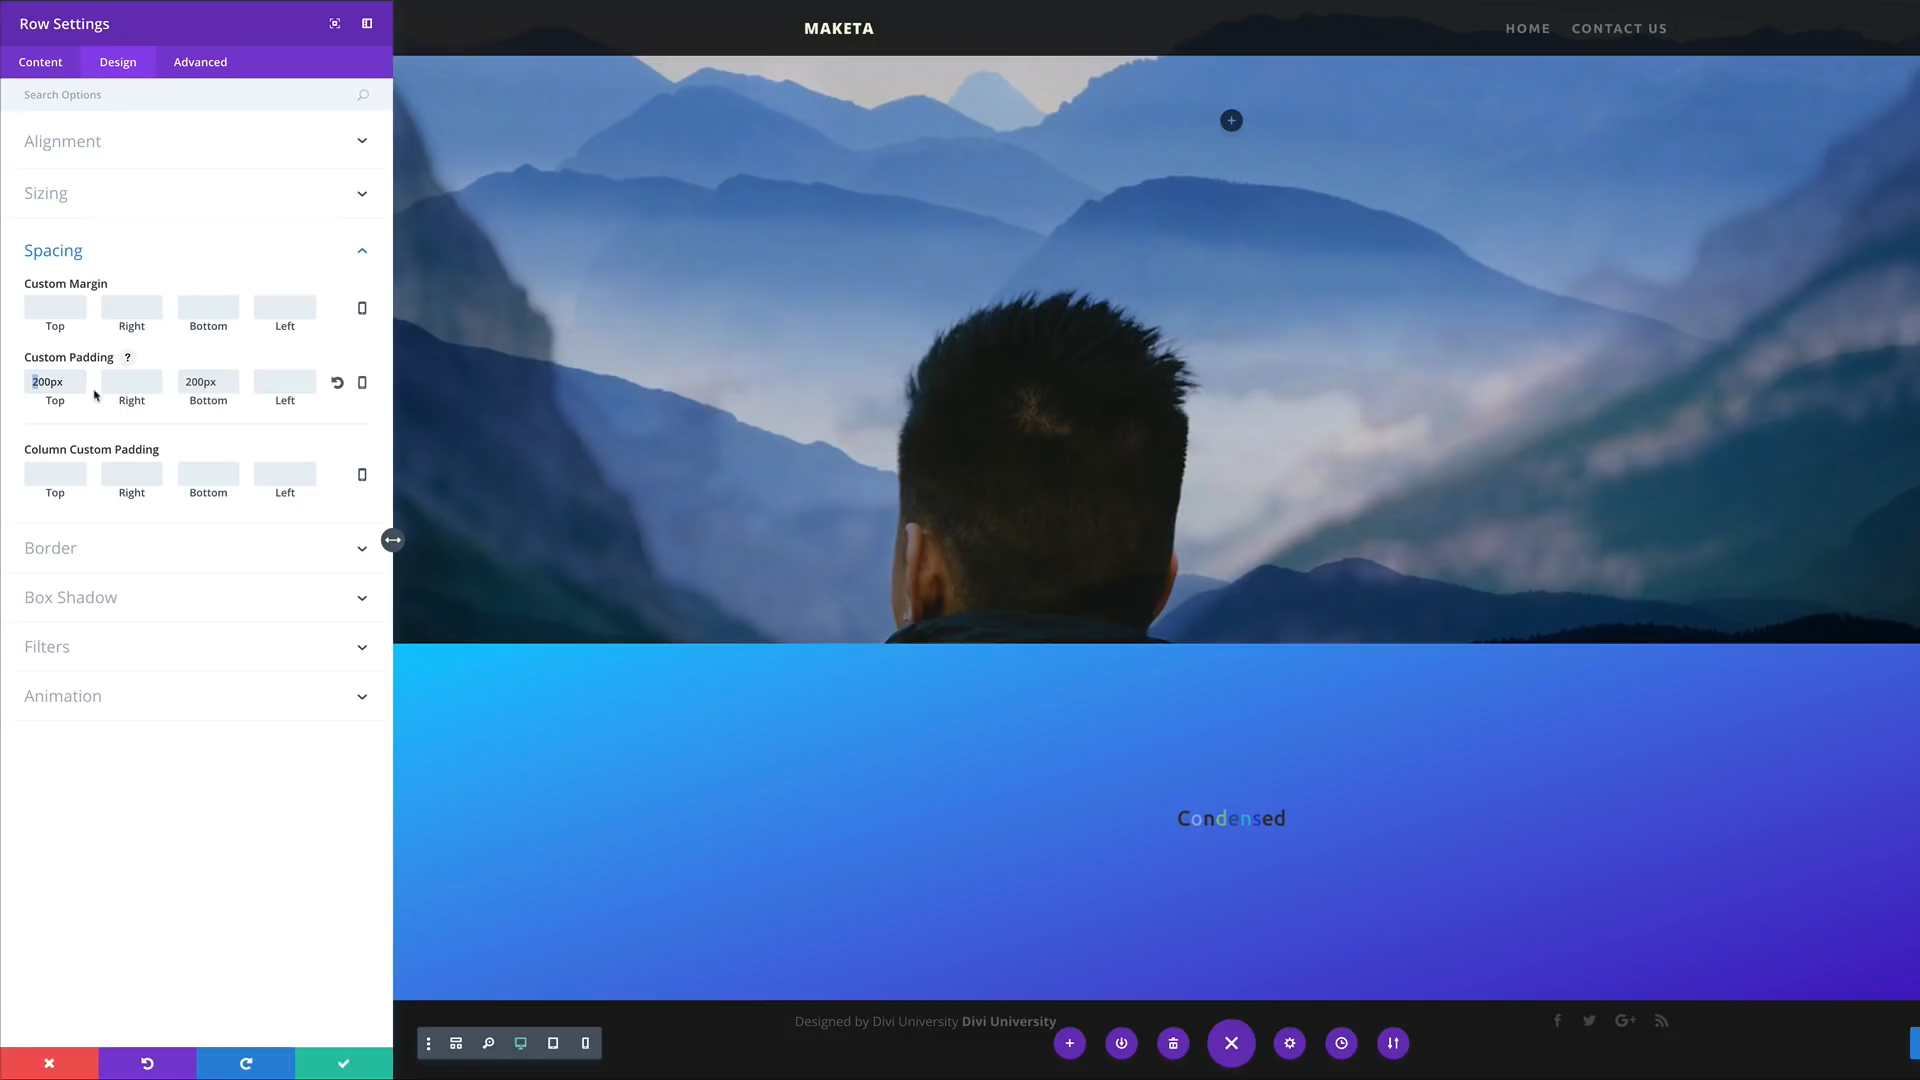 Row Settings
Content Design Advanced
Search Options
Alignment
Sizing
Spacing
Custom Margin
Top Right Bottom Left
Custom Padding ?
200px 200px
Top Right Bottom Left
Column Custom Padding
Top Right Bottom Left
Border
Box Shadow
Filters
Animation
MAKETA
HOME CONTACT US
Condensed
Designed by Divi University Divi University